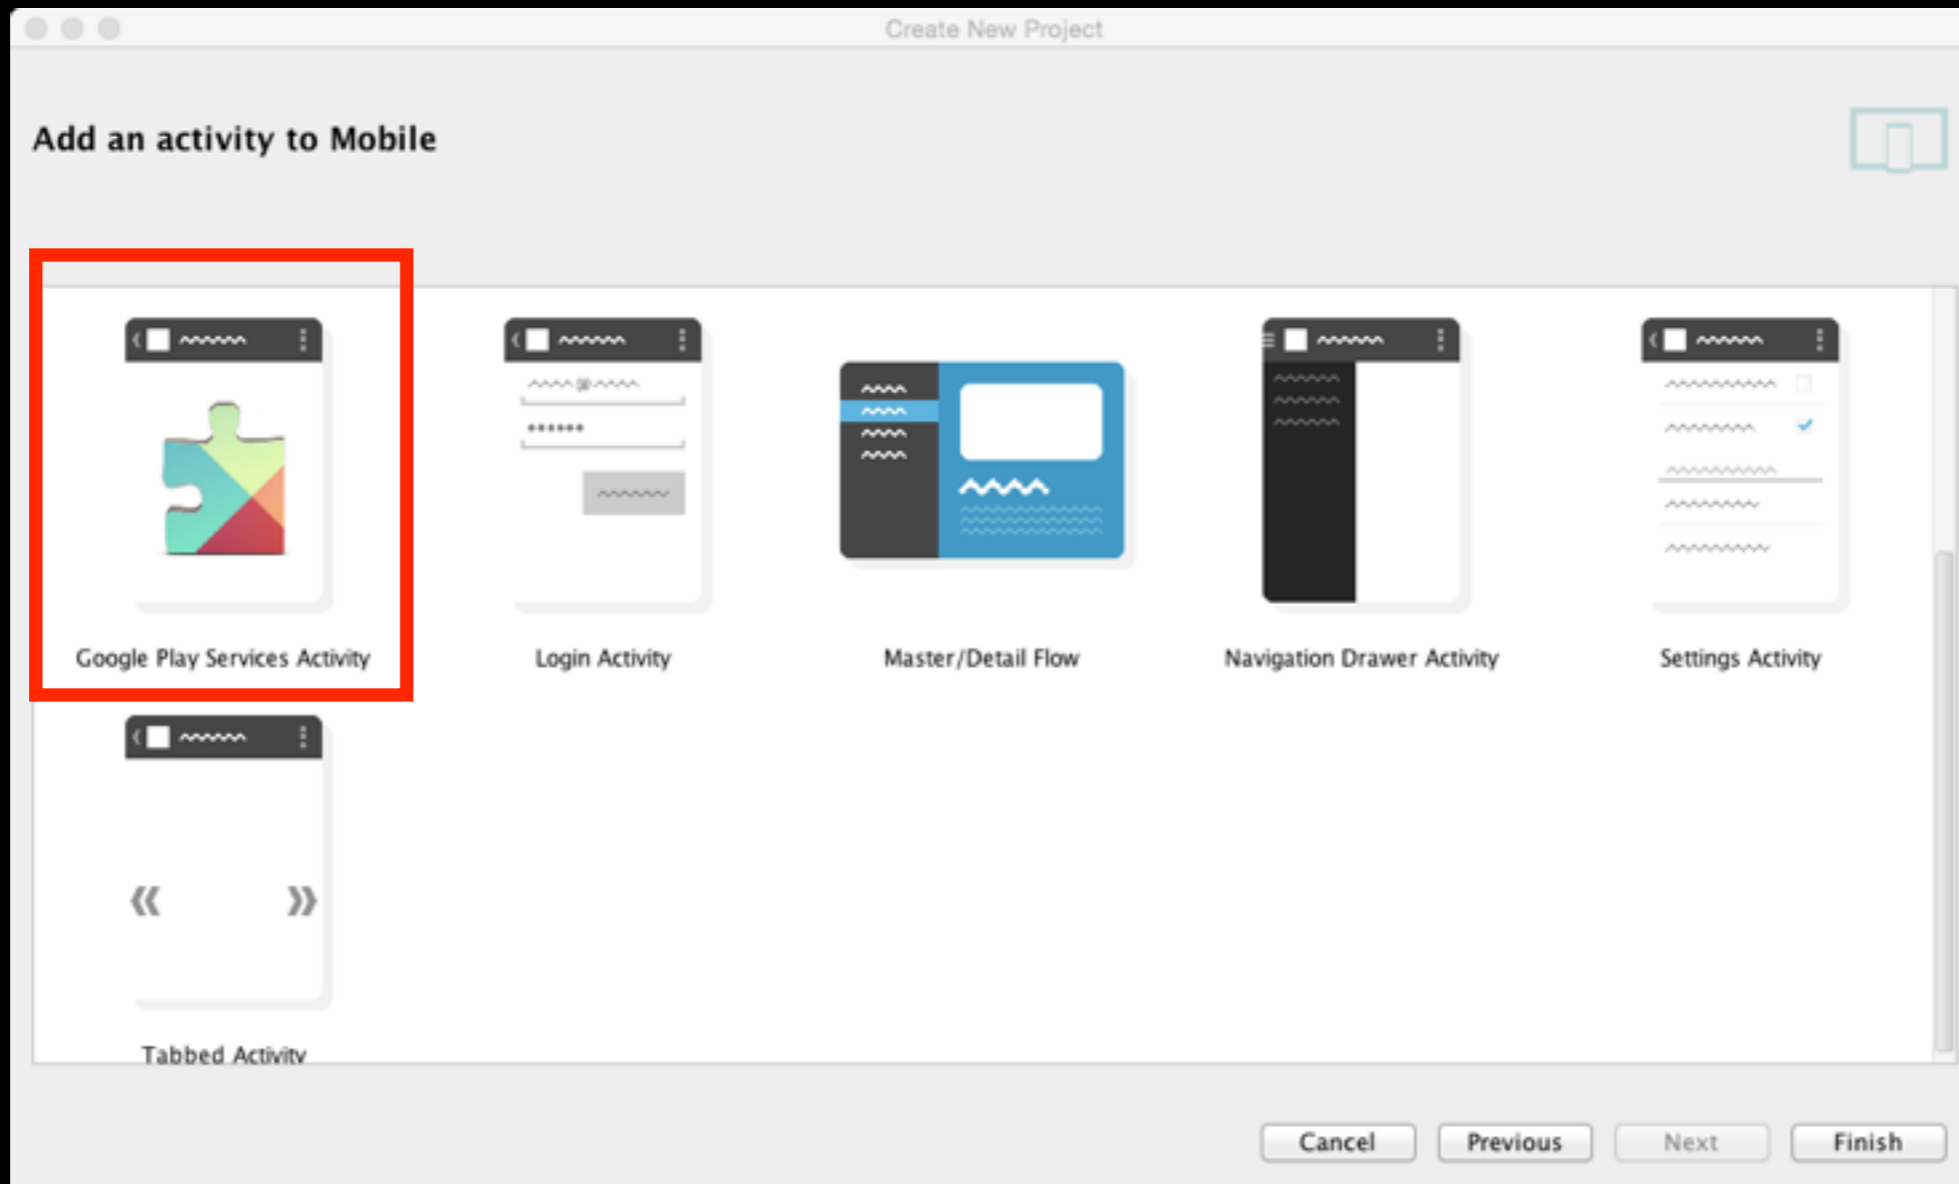 Create New Project
Add an activity to Mobile
Google Play Services Activity
Login Activity
Master/Detail Flow
Navigation Drawer Activity
Settings Activity
Tabbed Activity
Cancel
Previous
Next
Finish